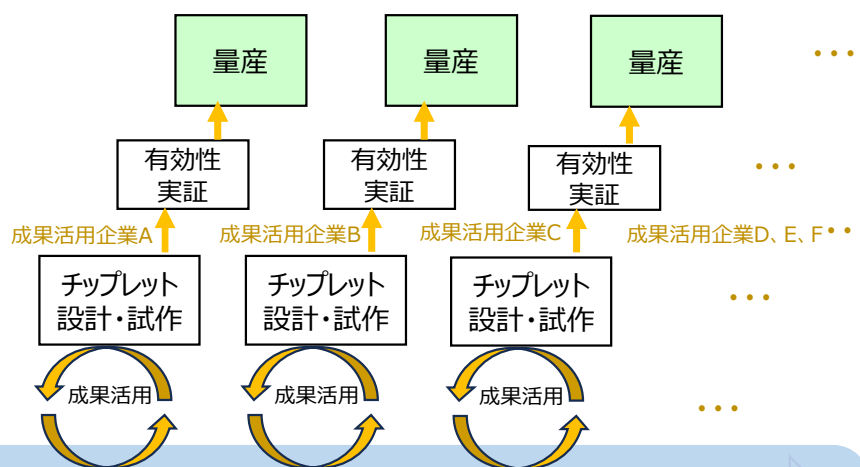 量産
量産
量産
・・・
有効性
実証
有効性
実証
有効性
実証
・・・
成果活用企業A
成果活用企業B
成果活用企業C
成果活用企業D、E、F・・
チップレット
設計・試作
チップレット
設計・試作
チップレット
設計・試作
・・・
成果活用
成果活用
成果活用
・・・